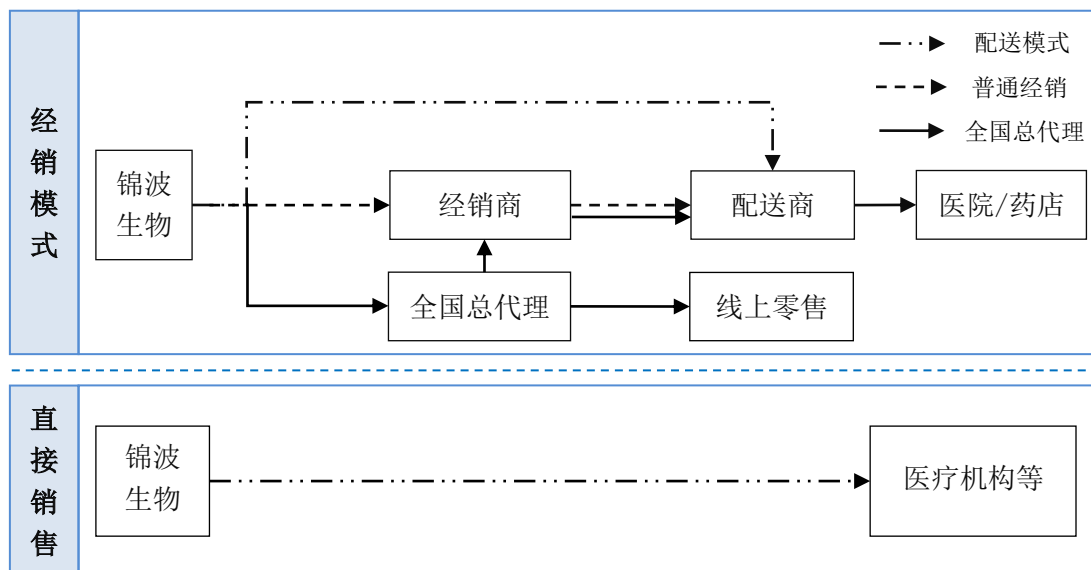 经销模式
配送模式
普通经销
全国总代理
锦波
生物
经销商
配送商
医院/药店
全国总代理
线上零售
直接销售
锦波
生物
医疗机构等